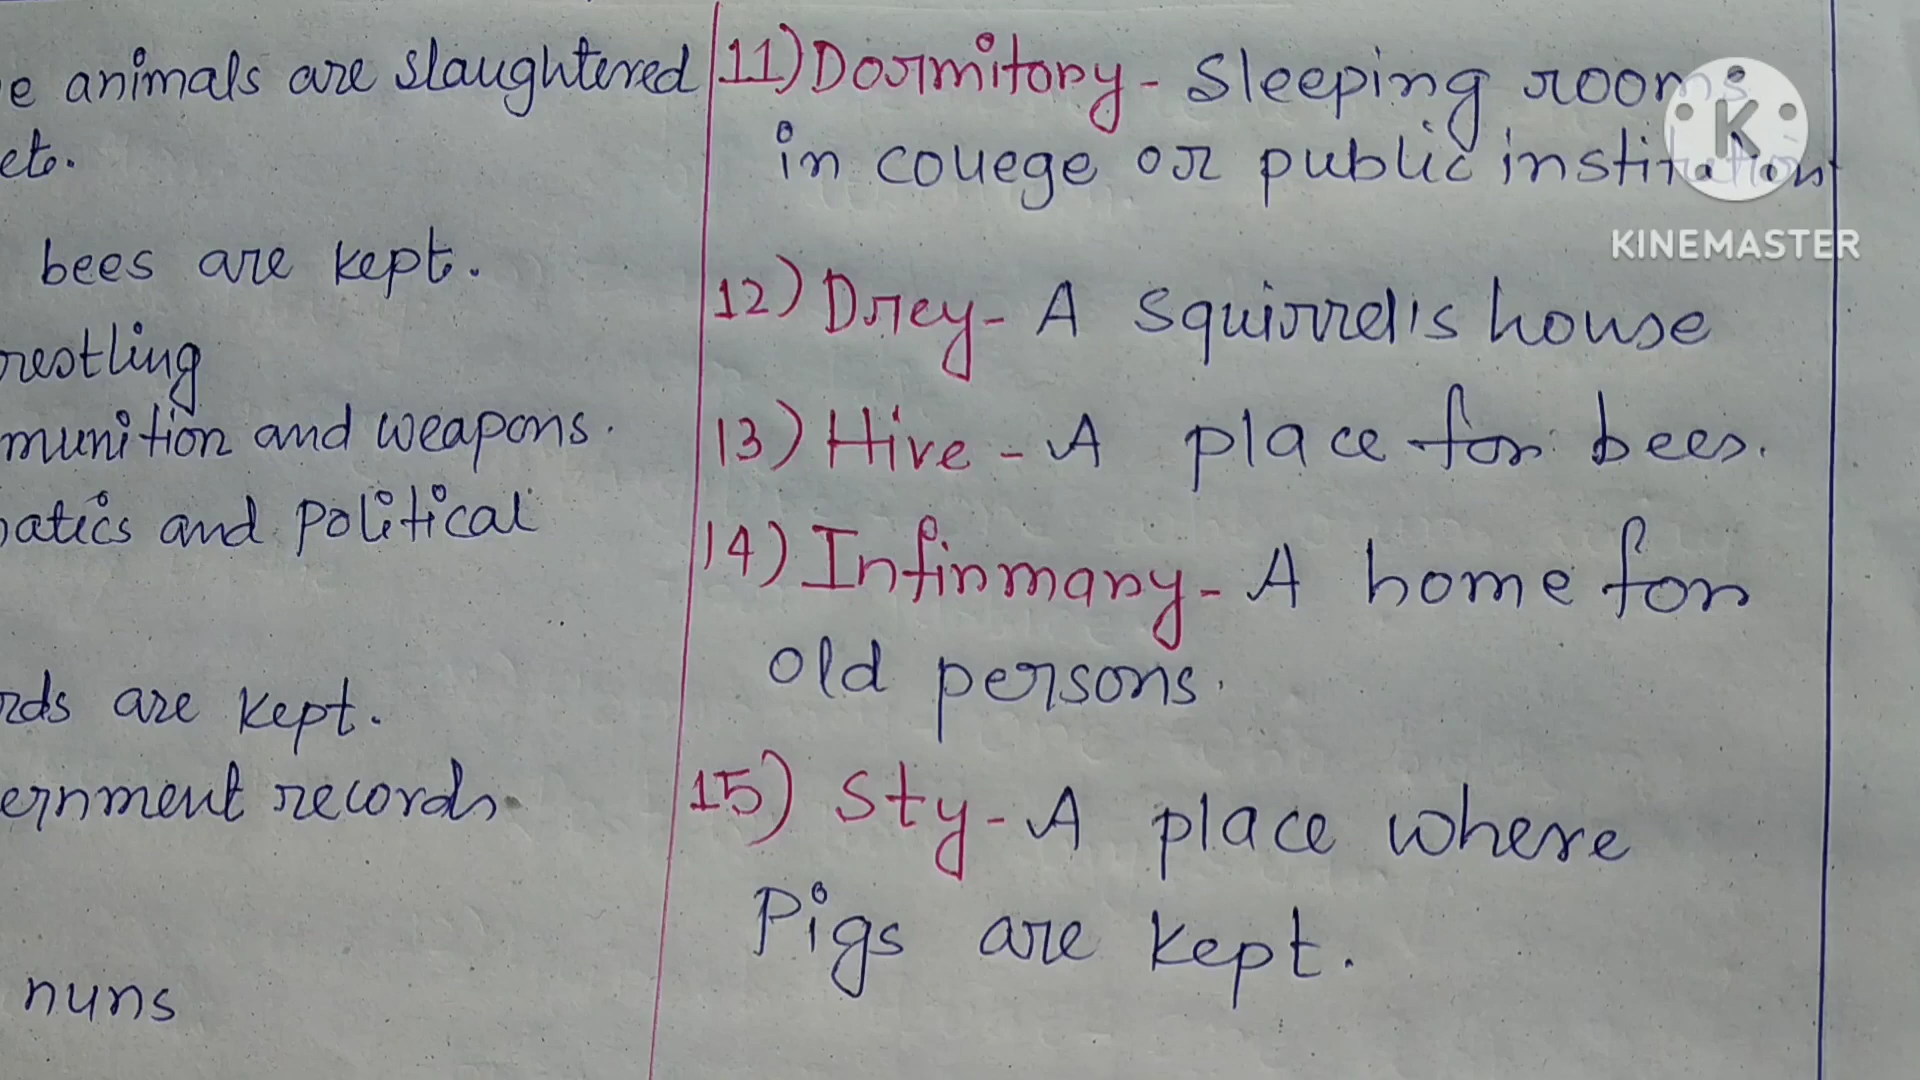 e animals are slaughtered
etc.
bees are kept.
restling
munition and weapons.
atics and political
rds are kept.
ernment records.
nuns
11) Dormitory - Sleeping rooms
in college or public institution
12) Drey - A squirrel's house
13) Hive - A place for bees.
14) Infirmary - A home for
old persons.
15) Sty - A place where
Pigs are kept.
K
KINEMASTER